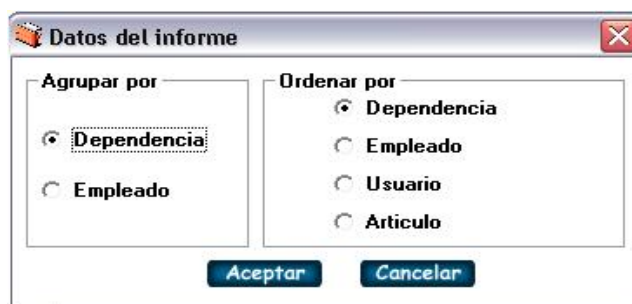 Datos del informe
Agrupar por
Dependencia
Empleado
Ordenar por
Dependencia
Empleado
Usuario
Articulo
Aceptar
Cancelar